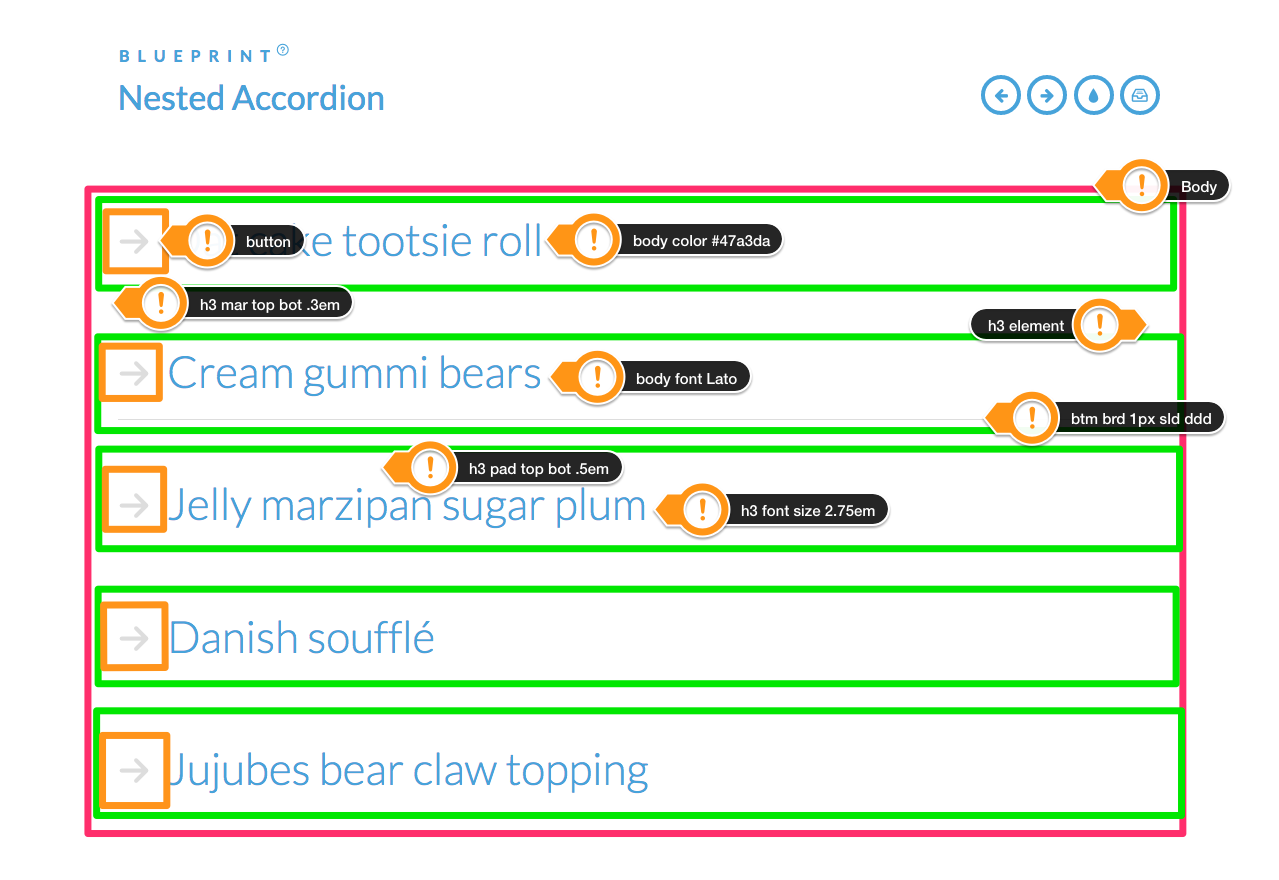 BLUEPRINT ?
Nested Accordion
Body
button
ke tootsie roll
body color #47a3da
h3 mar top bot .3em
h3 element
Cream gummi bears
body font Lato
btm brd 1px sld ddd
h3 pad top bot .5em
Jelly marzipan sugar plum
h3 font size 2.75em
Danish soufflé
Jujubes bear claw topping